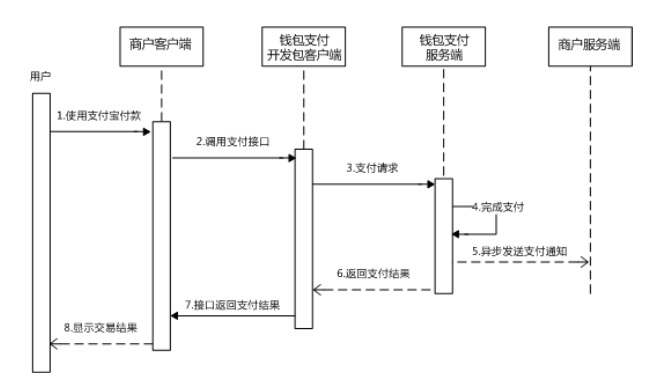 商户客户端
钱包支付
开发包客户端
钱包支付
服务端
商户服务端
用户
1.使用支付宝付款
2.调用支付接口
3.支付请求
4.完成支付
5.异步发送支付通知
6.返回支付结果
7.接口返回支付结果
8.显示交易结果